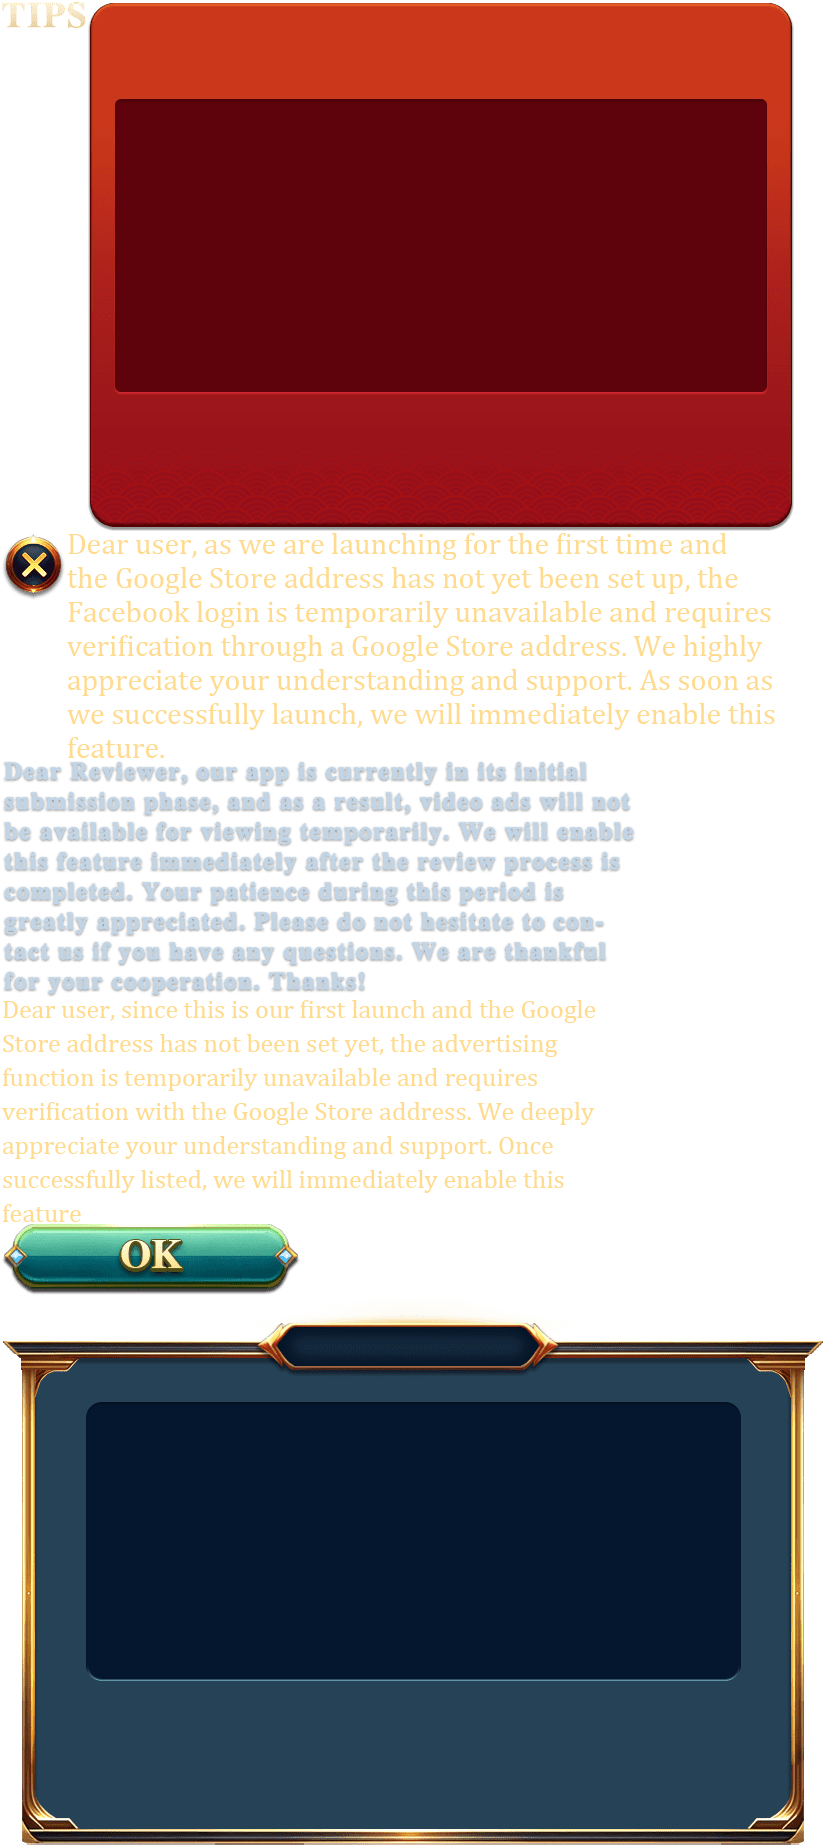 TIPS
Dear user, as we are launching for the first time and
the Google Store address has not yet been set up, the
Facebook login is temporarily unavailable and requires
verification through a Google Store address. We highly
appreciate your understanding and support. As soon as
we successfully launch, we will immediately enable this
feature.
Dear Reviewer, our app is currently in its initial
submission phase, and as a result, video ads will not
be available for viewing temporarily. We will enable
this feature immediately after the review process is
completed. Your patience during this period is
greatly appreciated. Please do not hesitate to con-
tact us if you have any questions. We are thankful
for your cooperation. Thanks!
Dear user, since this is our first launch and the Google
Store address has not been set yet, the advertising
function is temporarily unavailable and requires
verification with the Google Store address. We deeply
appreciate your understanding and support. Once
successfully listed, we will immediately enable this
feature
OK